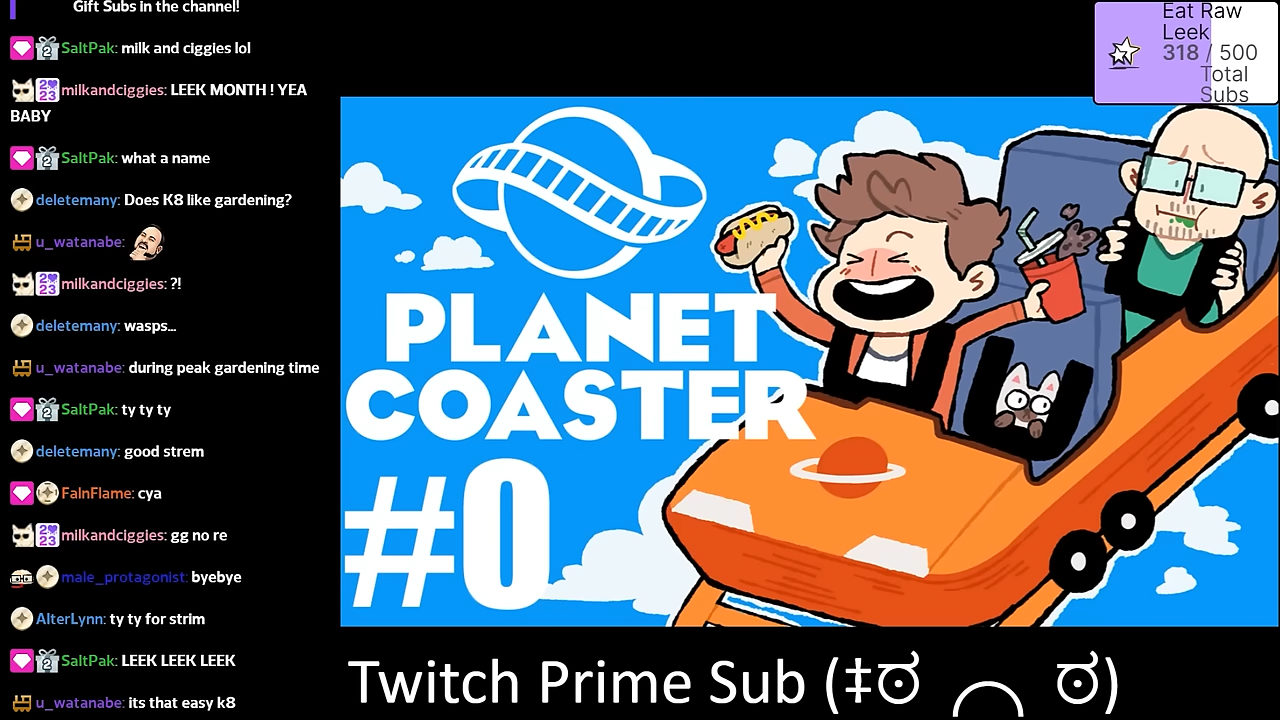 Gift Subs in the channel!
SaltPak: milk and ciggies lol
milkandciggies: LEEK MONTH ! YEA
BABY
SaltPak: what a name
deletemany: Does K8 like gardening?
u_watanabe:
milkandciggies: ?!
deletemany: wasps...
u_watanabe: during peak gardening time
SaltPak: ty ty ty
deletemany: good strem
FaInFlame: cya
milkandciggies: gg no re
male_protagonist: byebye
AlterLynn: ty ty for strim
SaltPak: LEEK LEEK LEEK
u_watanabe: its that easy k8
Eat Raw
Leek
318 / 500
Total
Subs
PLANET
COASTER
#0
Twitch Prime Sub (‡ಠ ⁀ ಠ)